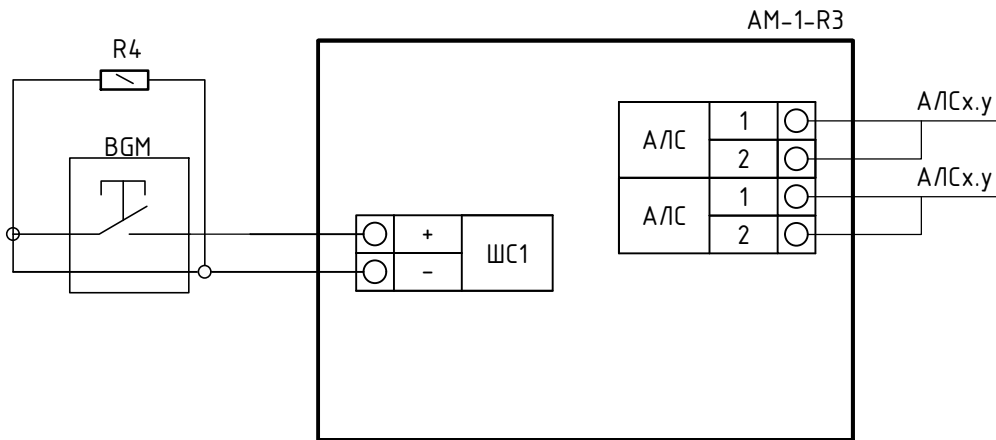 АМ-1-R3
R4
BGM
АЛСх.у
АЛС 1
2
АЛСх.у
АЛС 1
2
+ ШС1
-